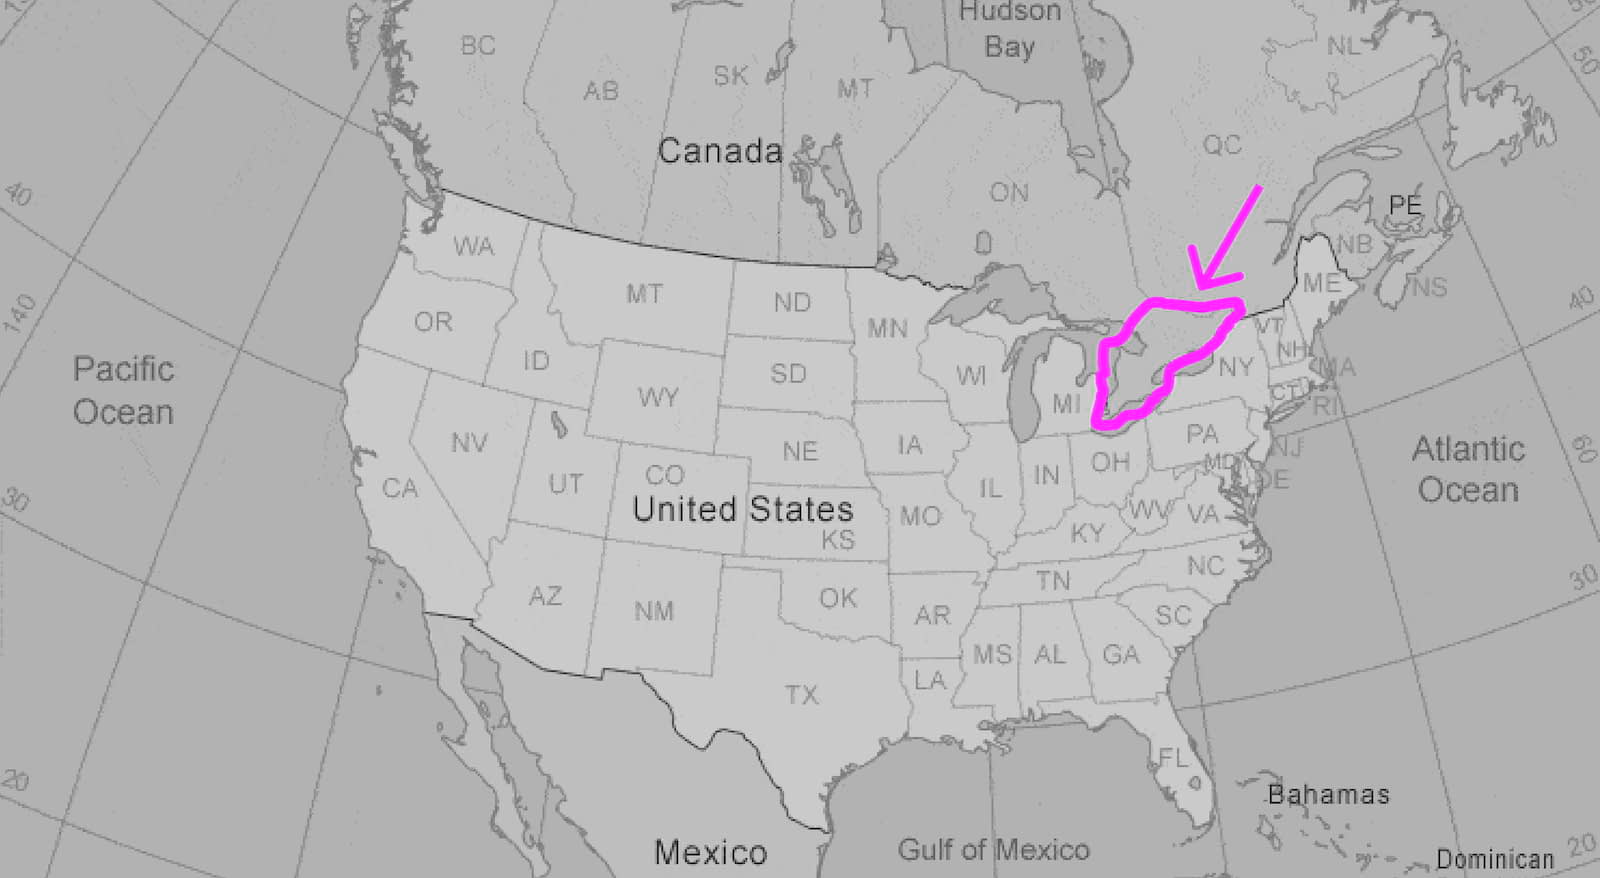 Hudson
Bay
BC
AB
SK
MT
NL
QC
Canada
ON
PE
NB
NS
ME
40
140
WA
OR
MT
ID
ND
MN
SD
WY
WI
MI
VT
NH
NY
MA
CT
RI
50
40
60
Pacific
Ocean
NV
UT
CO
NE
IA
IL
IN
OH
PA
NJ
MD
DE
Atlantic
Ocean
CA
United States
KS
MO
KY
WV
VA
30
AZ
NM
OK
AR
TN
NC
SC
30
TX
LA
MS
AL
GA
FL
20
Bahamas
Mexico
Gulf of Mexico
Dominican
20